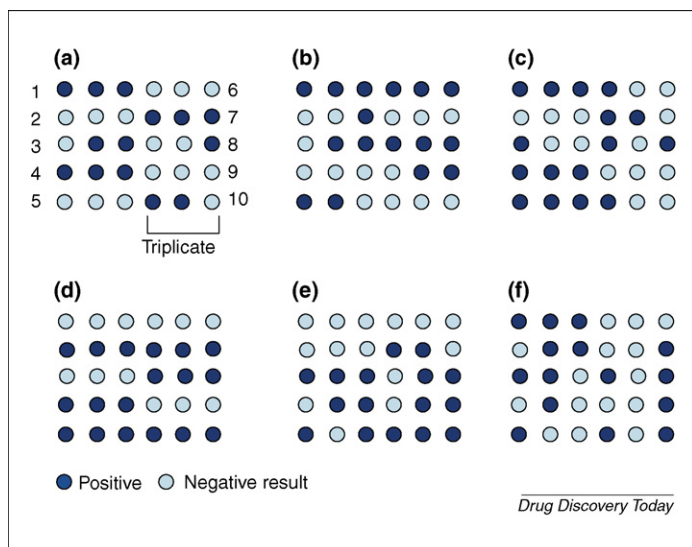 (a) (b) (c)
1 6
2 7
3 8
4 9
5 10
Triplicate
(d) (e) (f)
Positive Negative result
Drug Discovery Today